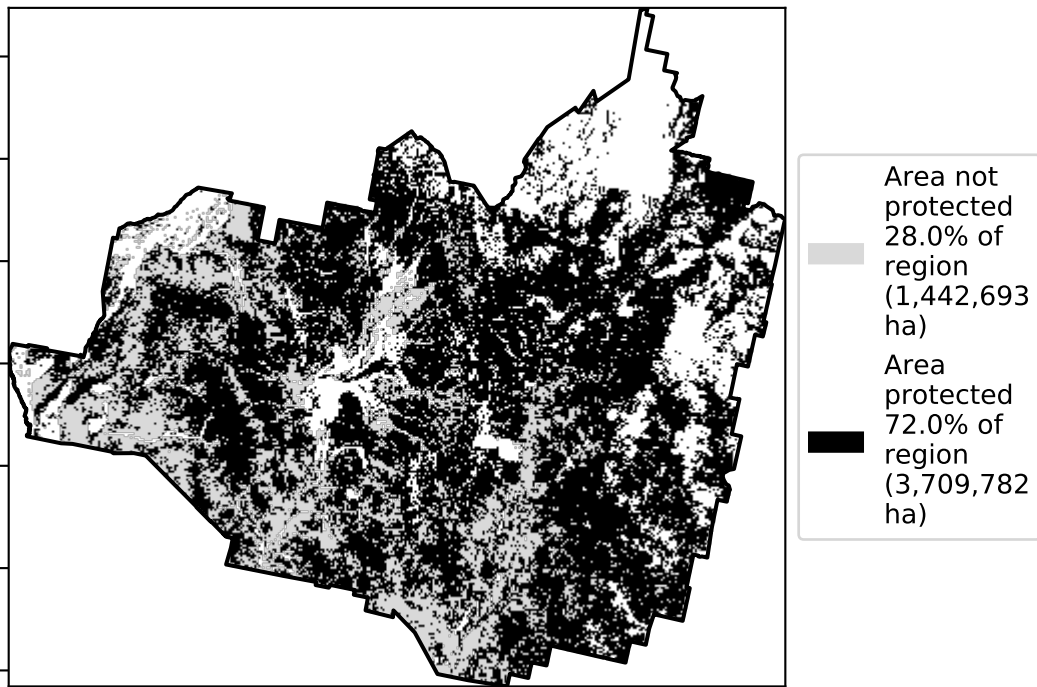 Area not
protected
28.0% of
region
(1,442,693
ha)
Area
protected
72.0% of
region
(3,709,782
ha)